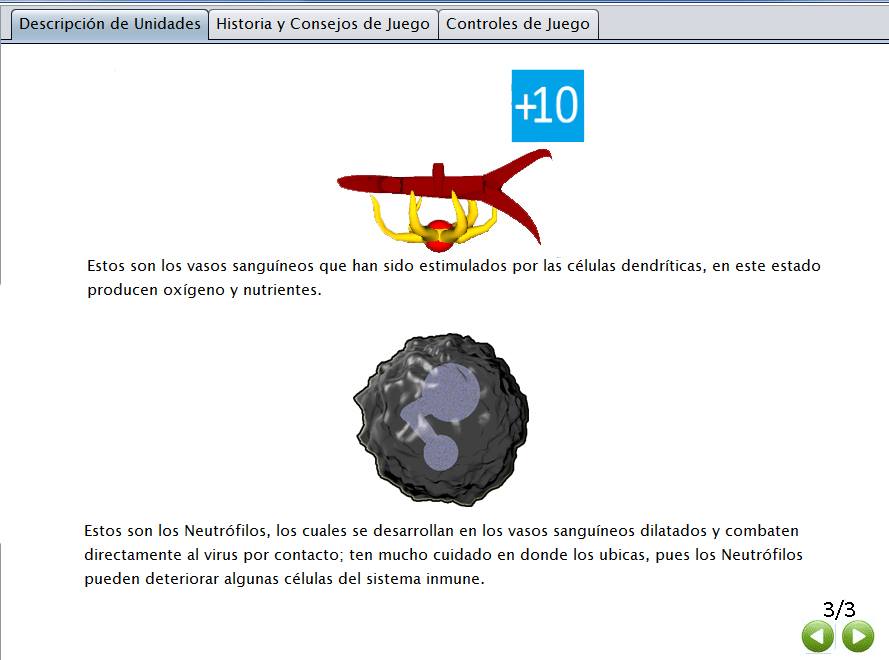 Descripción de Unidades
Historia y Consejos de Juego
Controles de Juego
+10
Estos son los vasos sanguíneos que han sido estimulados por las células dendríticas, en este estado
producen oxígeno y nutrientes.
Estos son los Neutrófilos, los cuales se desarrollan en los vasos sanguíneos dilatados y combaten
directamente al virus por contacto; ten mucho cuidado en donde los ubicas, pues los Neutrófilos
pueden deteriorar algunas células del sistema inmune.
3/3